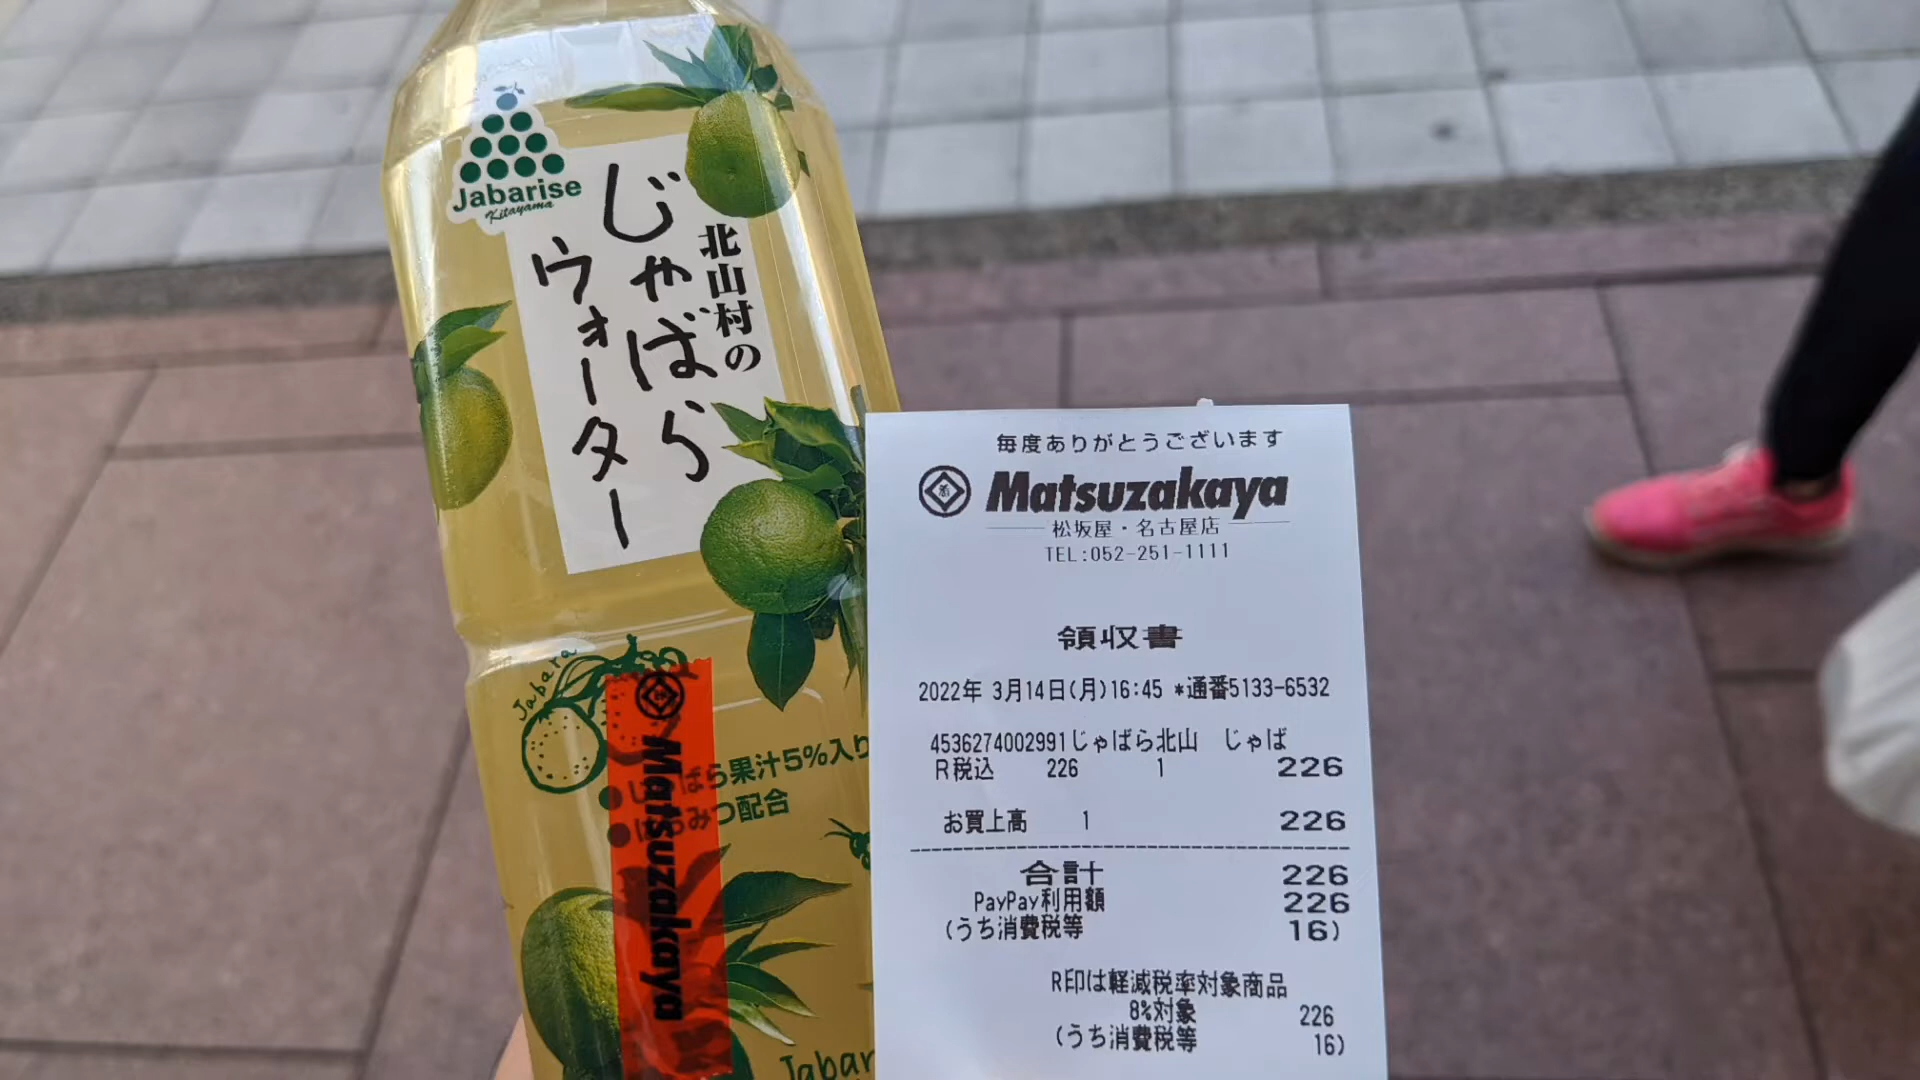 Jabarise
Kitayama
北山村の
じゃばら
ウォーター
Jabara
Matsuzakaya
ばら果汁5%入り
みつ配合
Jabar
毎度ありがとうございます
Matsuzakaya
松坂屋・名古屋店
TEL:052-251-1111
領収書
2022年 3月14日(月)16:45 *通番5133-6532
4536274002991じゃばら北山 じゃば
R税込 226 1 226
お買上高 1 226
合計 226
PayPay利用額 226
(うち消費税等 16)
R印は軽減税率対象商品
8%対象 226
(うち消費税等 16)